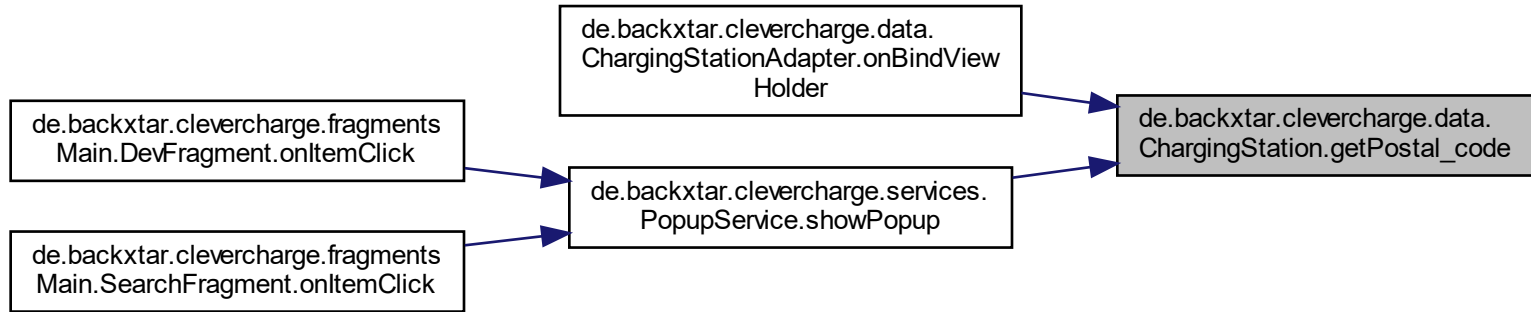 de.backxtar.clevercharge.data.
ChargingStationAdapter.onBindView
Holder
de.backxtar.clevercharge.data.
ChargingStation.getPostal_code
de.backxtar.clevercharge.fragments
Main.DevFragment.onItemClick
de.backxtar.clevercharge.services.
PopupService.showPopup
de.backxtar.clevercharge.fragments
Main.SearchFragment.onItemClick